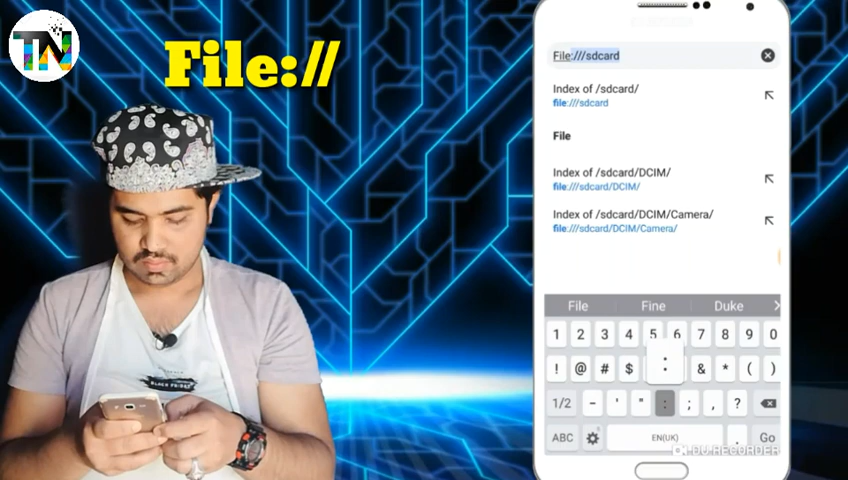 TN
File://
BLACK FRIDAY
File:///sdcard
Index of /sdcard/
file:///sdcard
File
Index of /sdcard/DCIM/
file:///sdcard/DCIM/
Index of /sdcard/DCIM/Camera/
file:///sdcard/DCIM/Camera/
File Fine Duke
1 2 3 4 5 6 7 8 9 0
! @ # $ : & * ( )
1/2 - ' " : ; , ?
ABC EN(UK) . Go
DU RECORDER